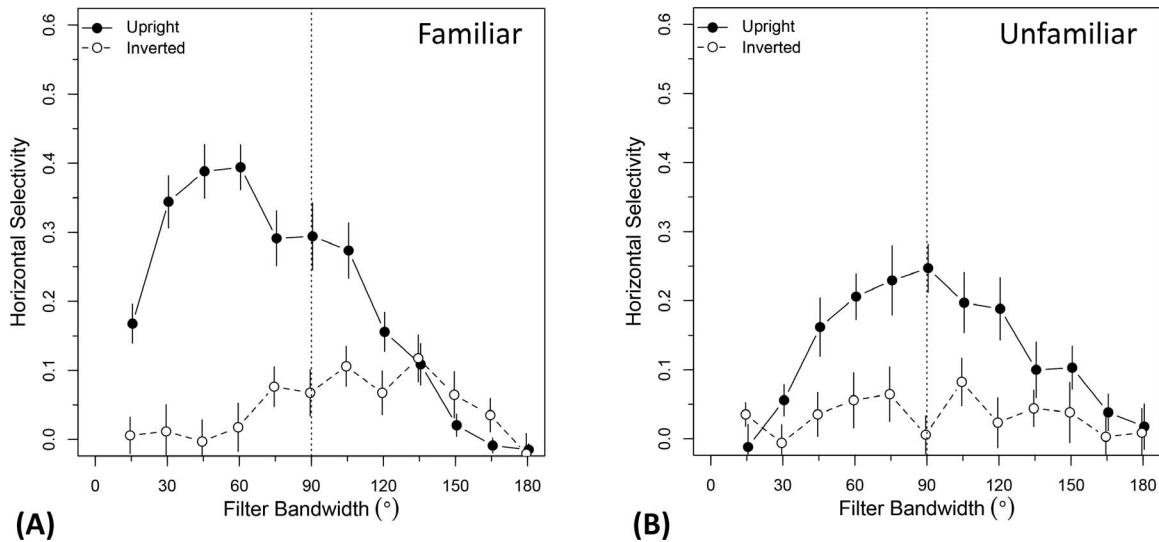 Upright
Inverted
Familiar
0.6
0.5
0.4
0.3
0.2
0.1
0.0
Horizontal Selectivity
0 30 60 90 120 150 180
Filter Bandwidth (°)
(A)
Upright
Inverted
Unfamiliar
0.6
0.5
0.4
0.3
0.2
0.1
0.0
Horizontal Selectivity
0 30 60 90 120 150 180
Filter Bandwidth (°)
(B)